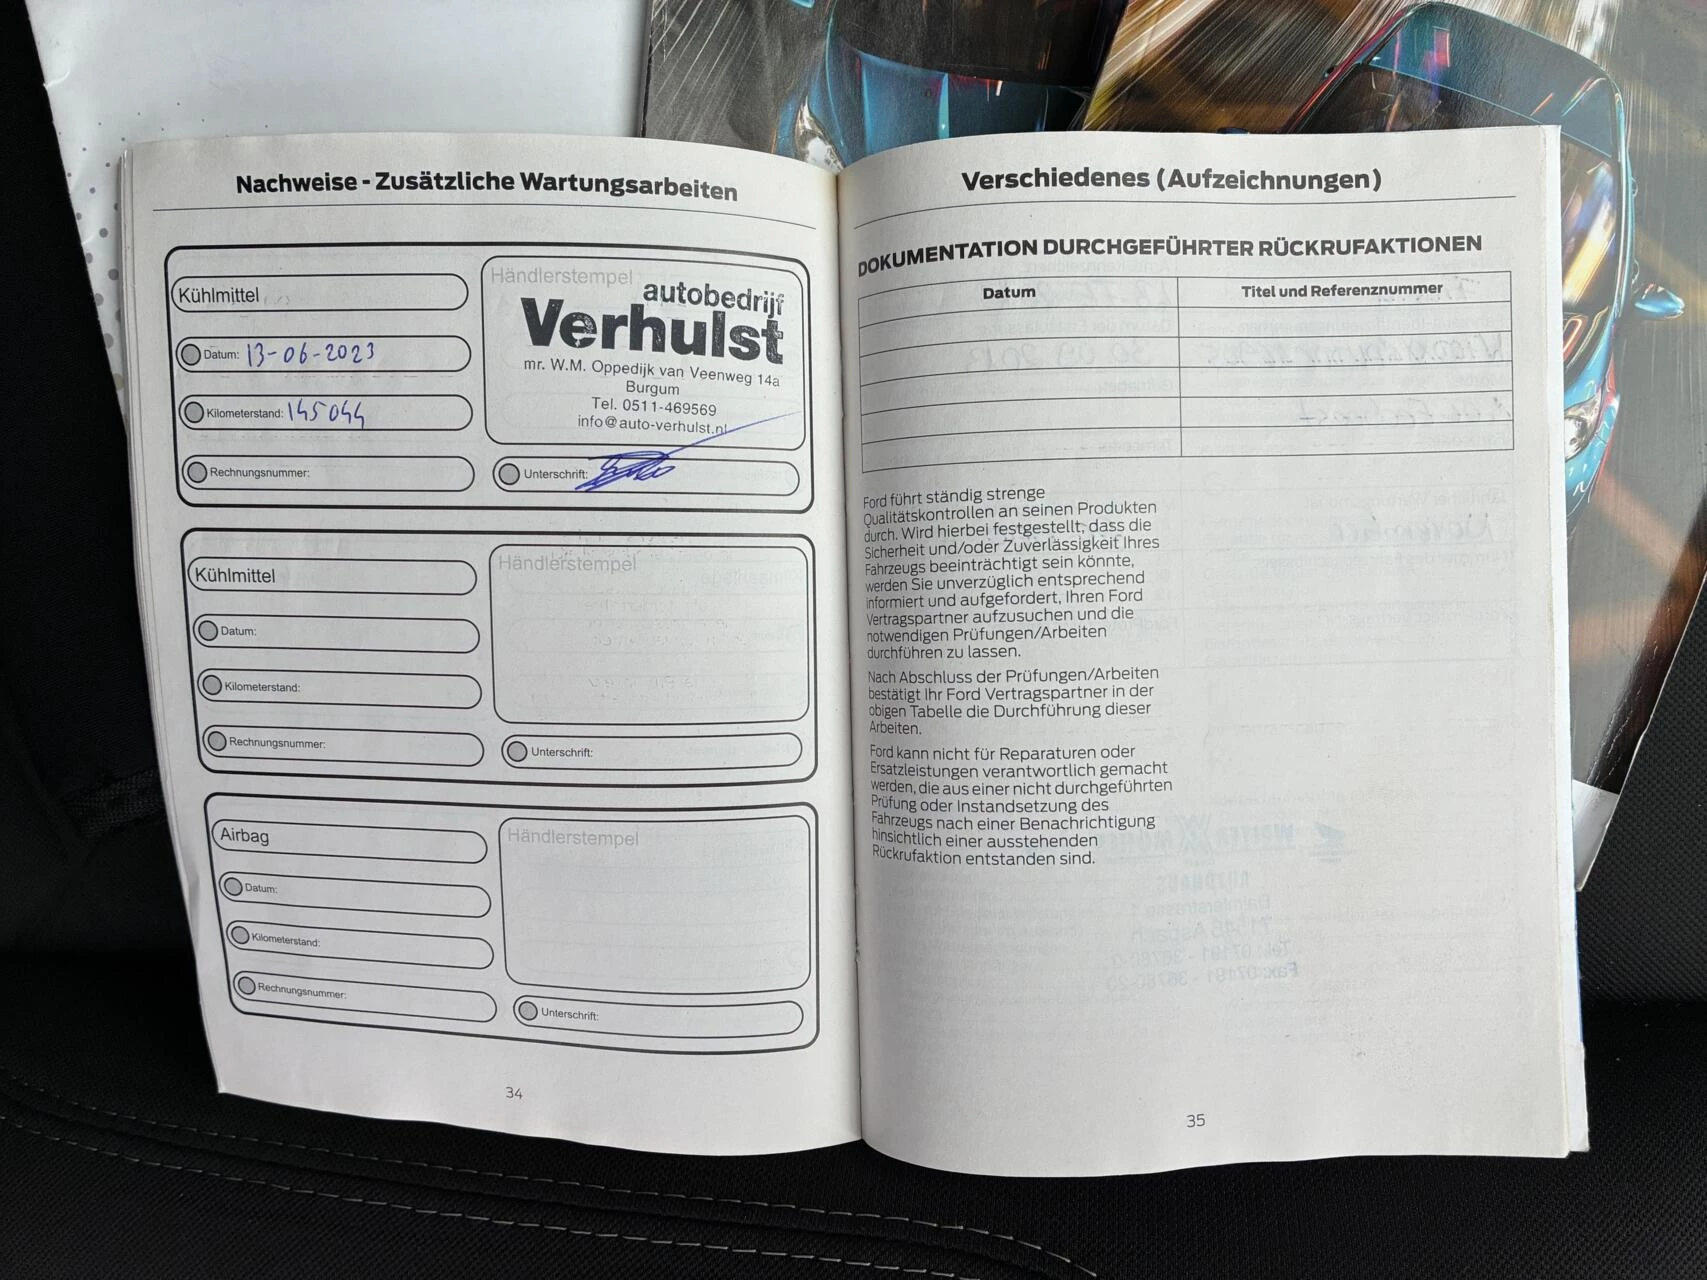 Nachweise - Zusätzliche Wartungsarbeiten
Kühlmittel
Datum: 13-06-2023
Kilometerstand: 145044
Rechnungsnummer:
Händlerstempel
autobedrijf
Verhulst
mr. W.M. Oppedijk van Veenweg 14a
Burgum
Tel. 0511-469569
info@auto-verhulst.nl
Unterschrift:
Kühlmittel
Datum:
Kilometerstand:
Rechnungsnummer:
Händlerstempel
Unterschrift:
Airbag
Datum:
Kilometerstand:
Rechnungsnummer:
Händlerstempel
Unterschrift:
34
Verschiedenes (Aufzeichnungen)
DOKUMENTATION DURCHGEFÜHRTER RÜCKRUFAKTIONEN
Datum
Titel und Referenznummer
Ford führt ständig strenge
Qualitätskontrollen an seinen Produkten
durch. Wird hierbei festgestellt, dass die
Sicherheit und/oder Zuverlässigkeit Ihres
Fahrzeugs beeinträchtigt sein könnte,
werden Sie unverzüglich entsprechend
informiert und aufgefordert, Ihren Ford
Vertragspartner aufzusuchen und die
notwendigen Prüfungen/Arbeiten
durchführen zu lassen.
Nach Abschluss der Prüfungen/Arbeiten
bestätigt Ihr Ford Vertragspartner in der
obigen Tabelle die Durchführung dieser
Arbeiten.
Ford kann nicht für Reparaturen oder
Ersatzleistungen verantwortlich gemacht
werden, die aus einer nicht durchgeführten
Prüfung oder Instandsetzung des
Fahrzeugs nach einer Benachrichtigung
hinsichtlich einer ausstehenden
Rückrufaktion entstanden sind.
35